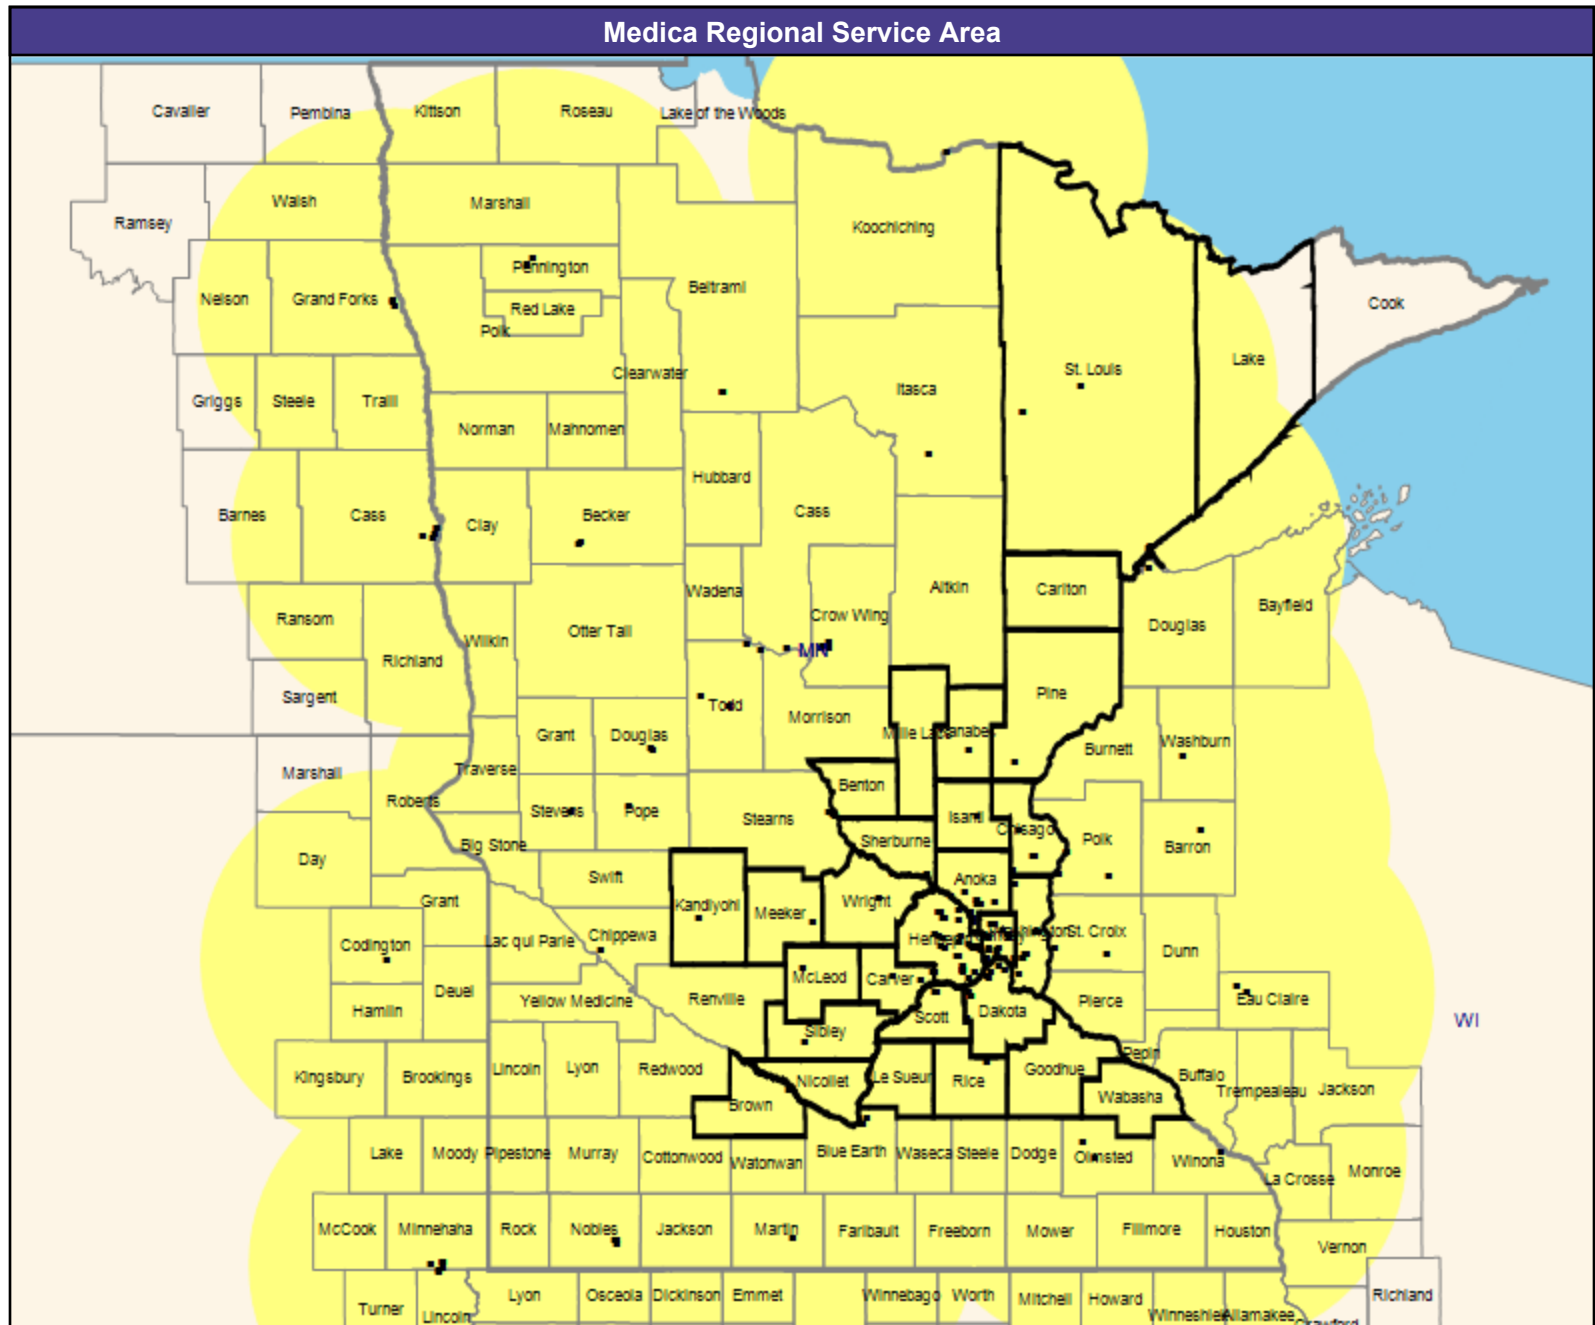 Medica Regional Service Area
Cavalier
Pembina
Kittson
Roseau
Lake of the Woods
Ramsey
Walsh
Marshall
Koochiching
Nelson
Grand Forks
Pennington
Red Lake
Polk
Beltrami
Cook
Lake
St. Louis
Clearwater
Itasca
Griggs
Steele
Traill
Norman
Mahnomen
Hubbard
Cass
Barnes
Cass
Clay
Becker
Wadena
Crow Wing
Aitkin
Carlton
Bayfield
Douglas
Ransom
Richland
Wilkin
Otter Tail
MN
Sargent
Todd
Morrison
Pine
Grant
Douglas
Burnett
Washburn
Marshall
Traverse
Benton
Roberts
Stevens
Pope
Stearns
Isanti
Chisago
Polk
Barron
Day
Big Stone
Sherburne
Swift
Anoka
Grant
Kandiyohi
Meeker
Wright
Codington
Lac qui Parle
Chippewa
St. Croix
Dunn
Deuel
McLeod
Carver
Hamlin
Yellow Medicine
Renville
Pierce
Eau Claire
WI
Sibley
Scott
Dakota
Pepin
Kingsbury
Brookings
Lincoln
Lyon
Redwood
Nicollet
Le Sueur
Rice
Goodhue
Buffalo
Trempealeau
Jackson
Brown
Wabasha
Lake
Moody
Pipestone
Murray
Cottonwood
Watonwan
Blue Earth
Waseca
Steele
Dodge
Olmsted
Winona
La Crosse
Monroe
McCook
Minnehaha
Rock
Nobles
Jackson
Martin
Faribault
Freeborn
Mower
Fillmore
Houston
Vernon
Turner
Lincoln
Lyon
Osceola
Dickinson
Emmet
Winnebago
Worth
Mitchell
Howard
Allamakee
Richland